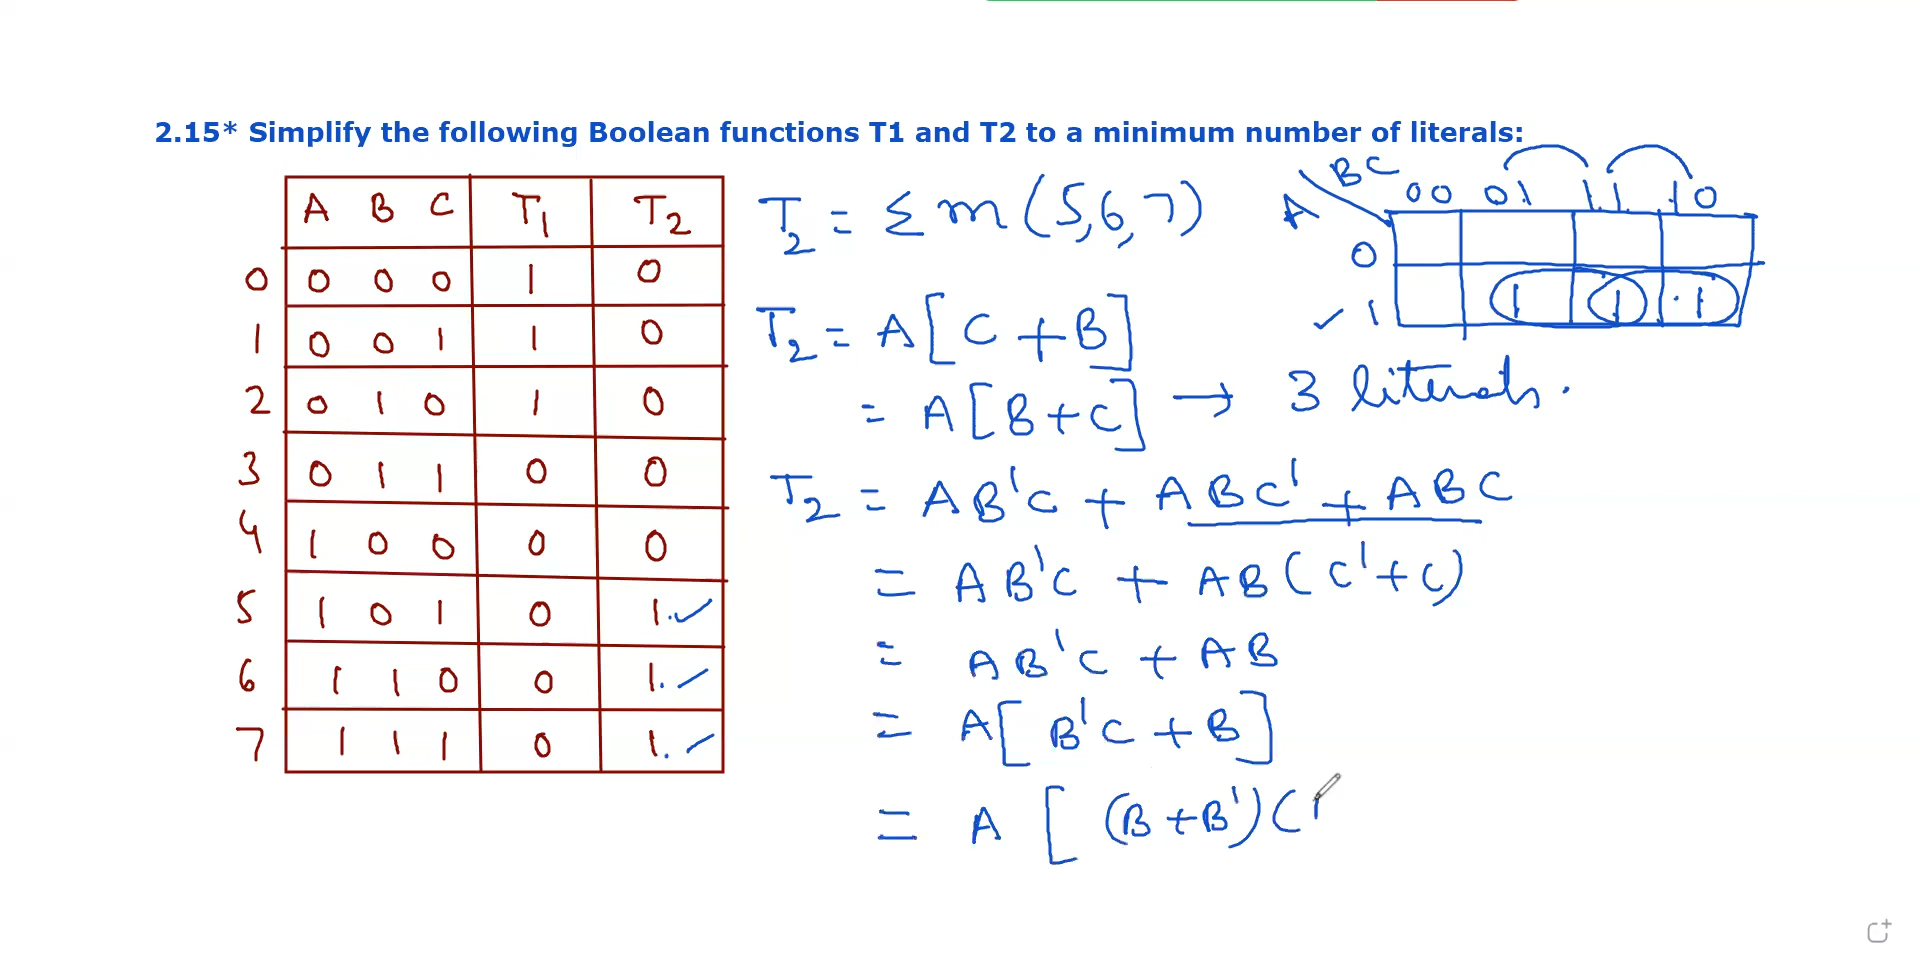 2.15* Simplify the following Boolean functions T1 and T2 to a minimum number of literals:
A B C T1 T2
0 0 0 0 1 0
1 0 0 1 1 0
2 0 1 0 1 0
3 0 1 1 0 0
4 1 0 0 0 0
5 1 0 1 0 1.✓
6 1 1 0 0 1.✓
7 1 1 1 0 1.✓
T2 = Σ m (5,6,7)
A BC 00 01 11 10
0
✓ 1 1 1 1
T2 = A[C + B]
= A[B + C] → 3 literals.
T2 = AB'C + ABC' + ABC
= AB'C + AB(C' + C)
= AB'C + AB
= A[B'C + B]
= A [(B + B')(